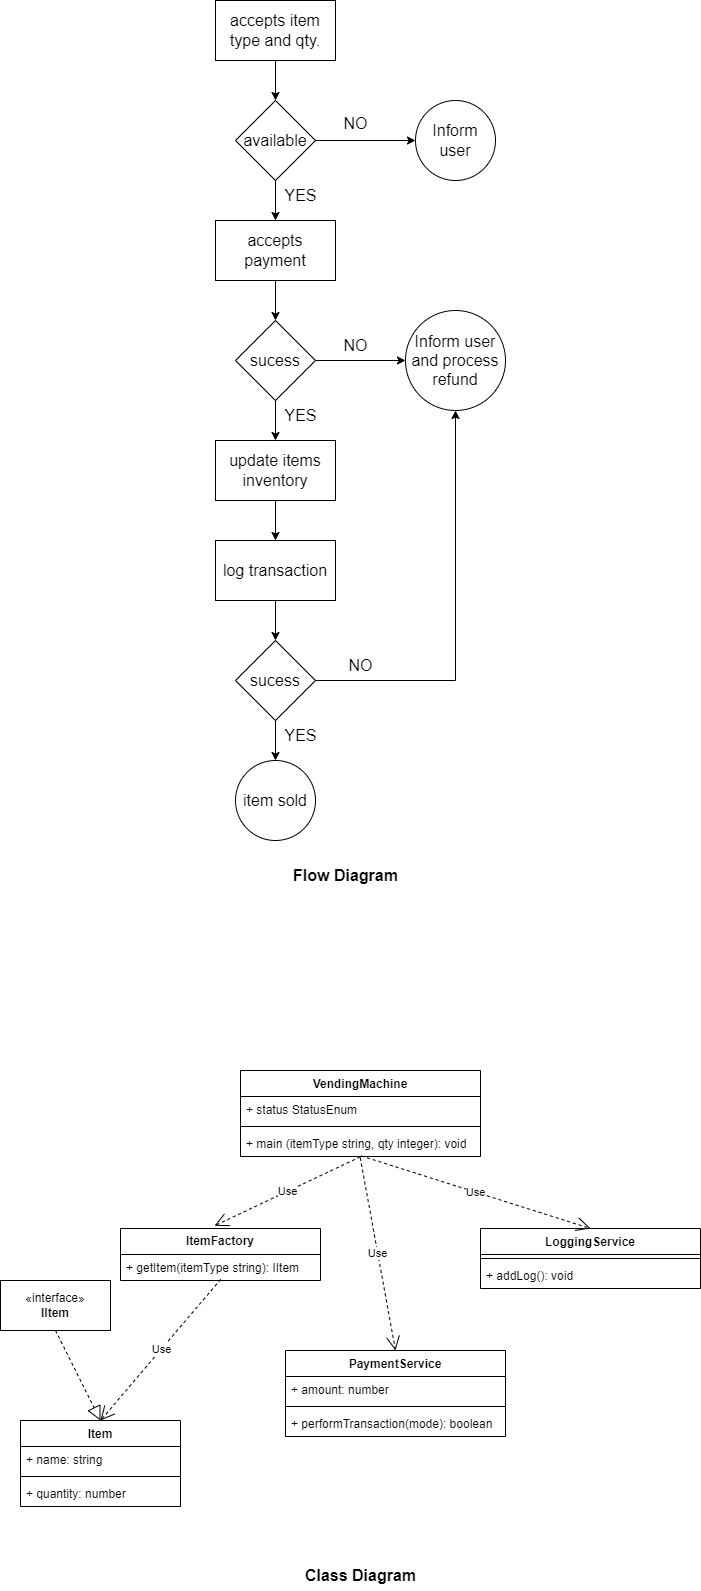 accepts item
type and qty.
available
NO
Inform
user
YES
accepts
payment
sucess
NO
Inform user
and process
refund
YES
update items
inventory
log transaction
sucess
NO
YES
item sold
Flow Diagram
VendingMachine
+ status StatusEnum
+ main (itemType string, qty integer): void
Use
Use
Use
ItemFactory
+ getItem(itemType string): IItem
LoggingService
+ addLog(): void
«interface»
IItem
Use
PaymentService
+ amount: number
+ performTransaction(mode): boolean
Item
+ name: string
+ quantity: number
Class Diagram